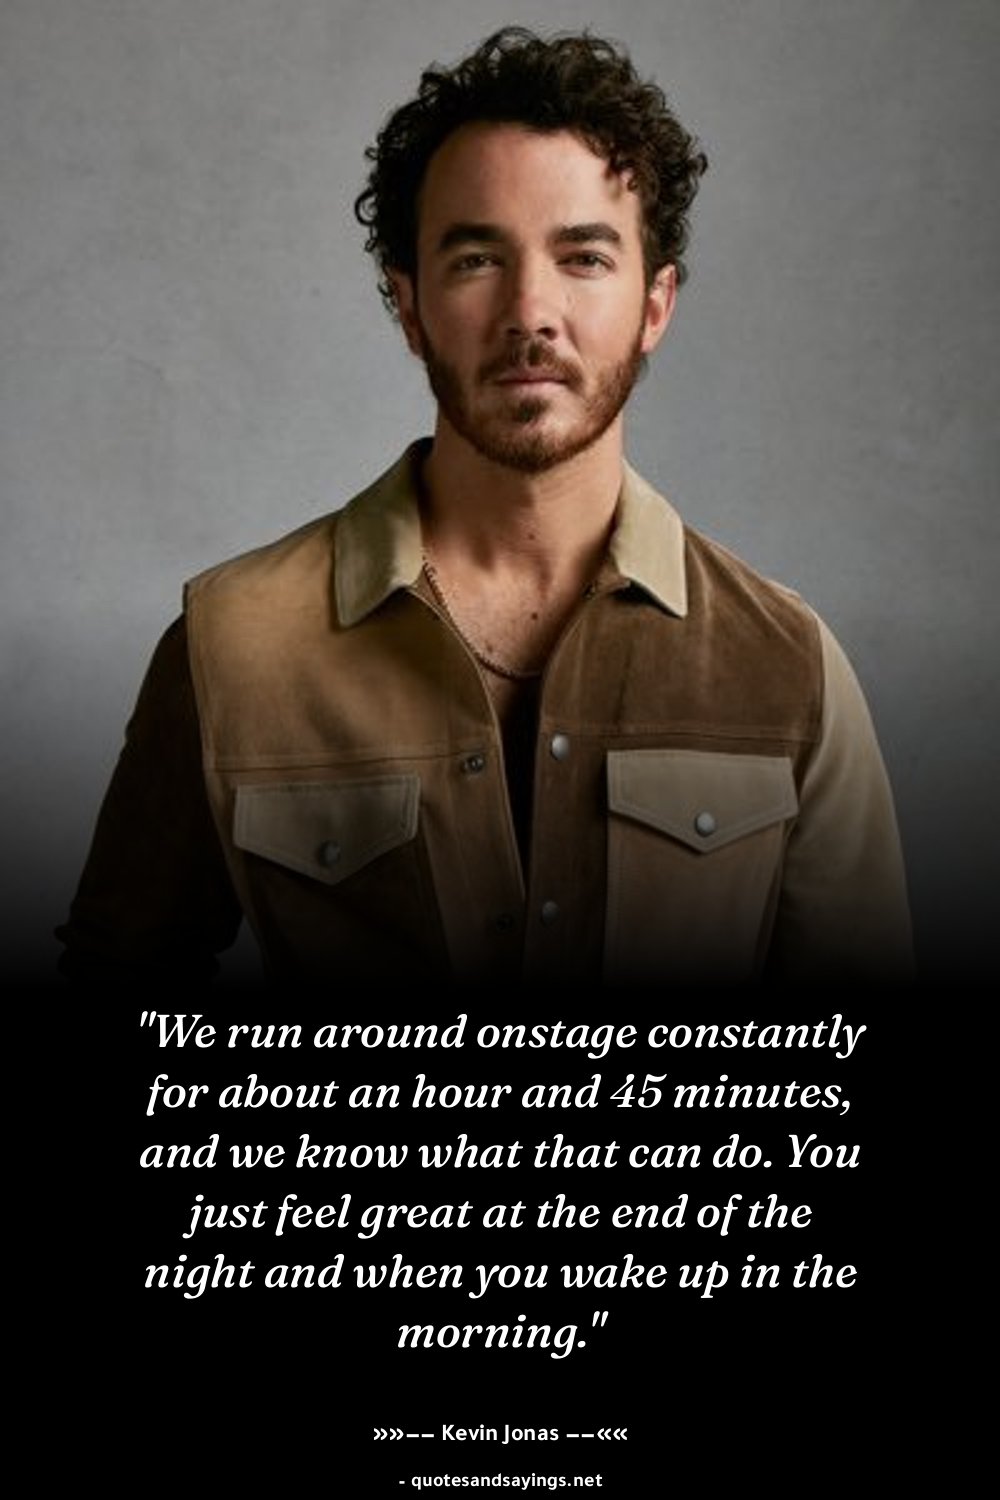 "We run around onstage constantly
for about an hour and 45 minutes,
and we know what that can do. You
just feel great at the end of the
night and when you wake up in the
morning."
»»–– Kevin Jonas ––««
- quotesandsayings.net